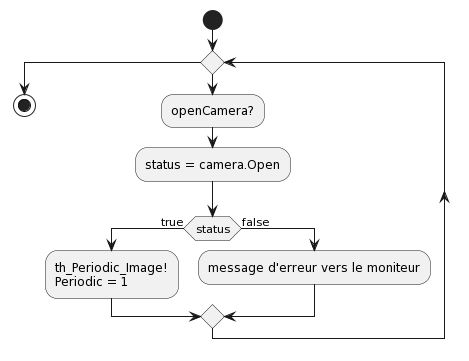 openCamera?
status = camera.Open
true
status
false
th_Periodic_Image!
Periodic = 1
message d'erreur vers le moniteur